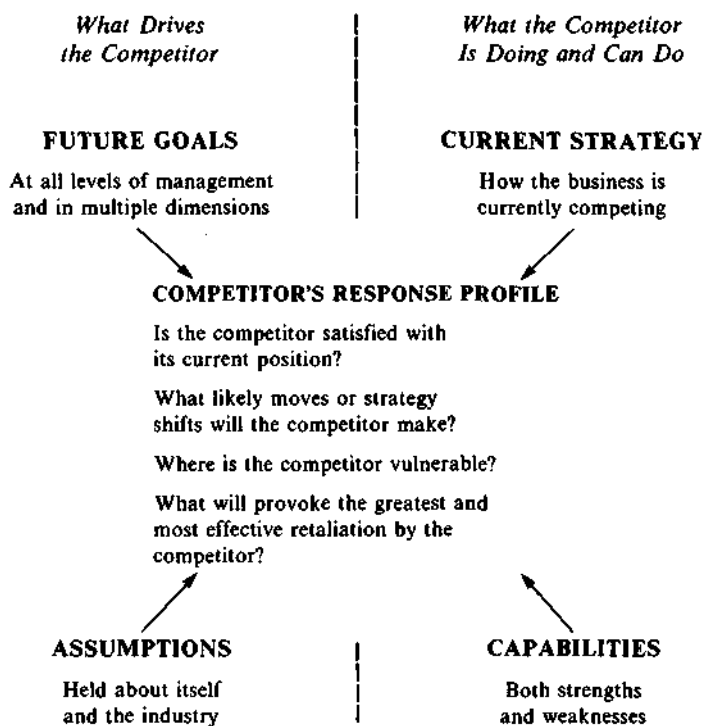 What Drives
the Competitor
What the Competitor
Is Doing and Can Do
FUTURE GOALS
At all levels of management
and in multiple dimensions
CURRENT STRATEGY
How the business is
currently competing
COMPETITOR'S RESPONSE PROFILE
Is the competitor satisfied with
its current position?
What likely moves or strategy
shifts will the competitor make?
Where is the competitor vulnerable?
What will provoke the greatest and
most effective retaliation by the
competitor?
ASSUMPTIONS
Held about itself
and the industry
CAPABILITIES
Both strengths
and weaknesses